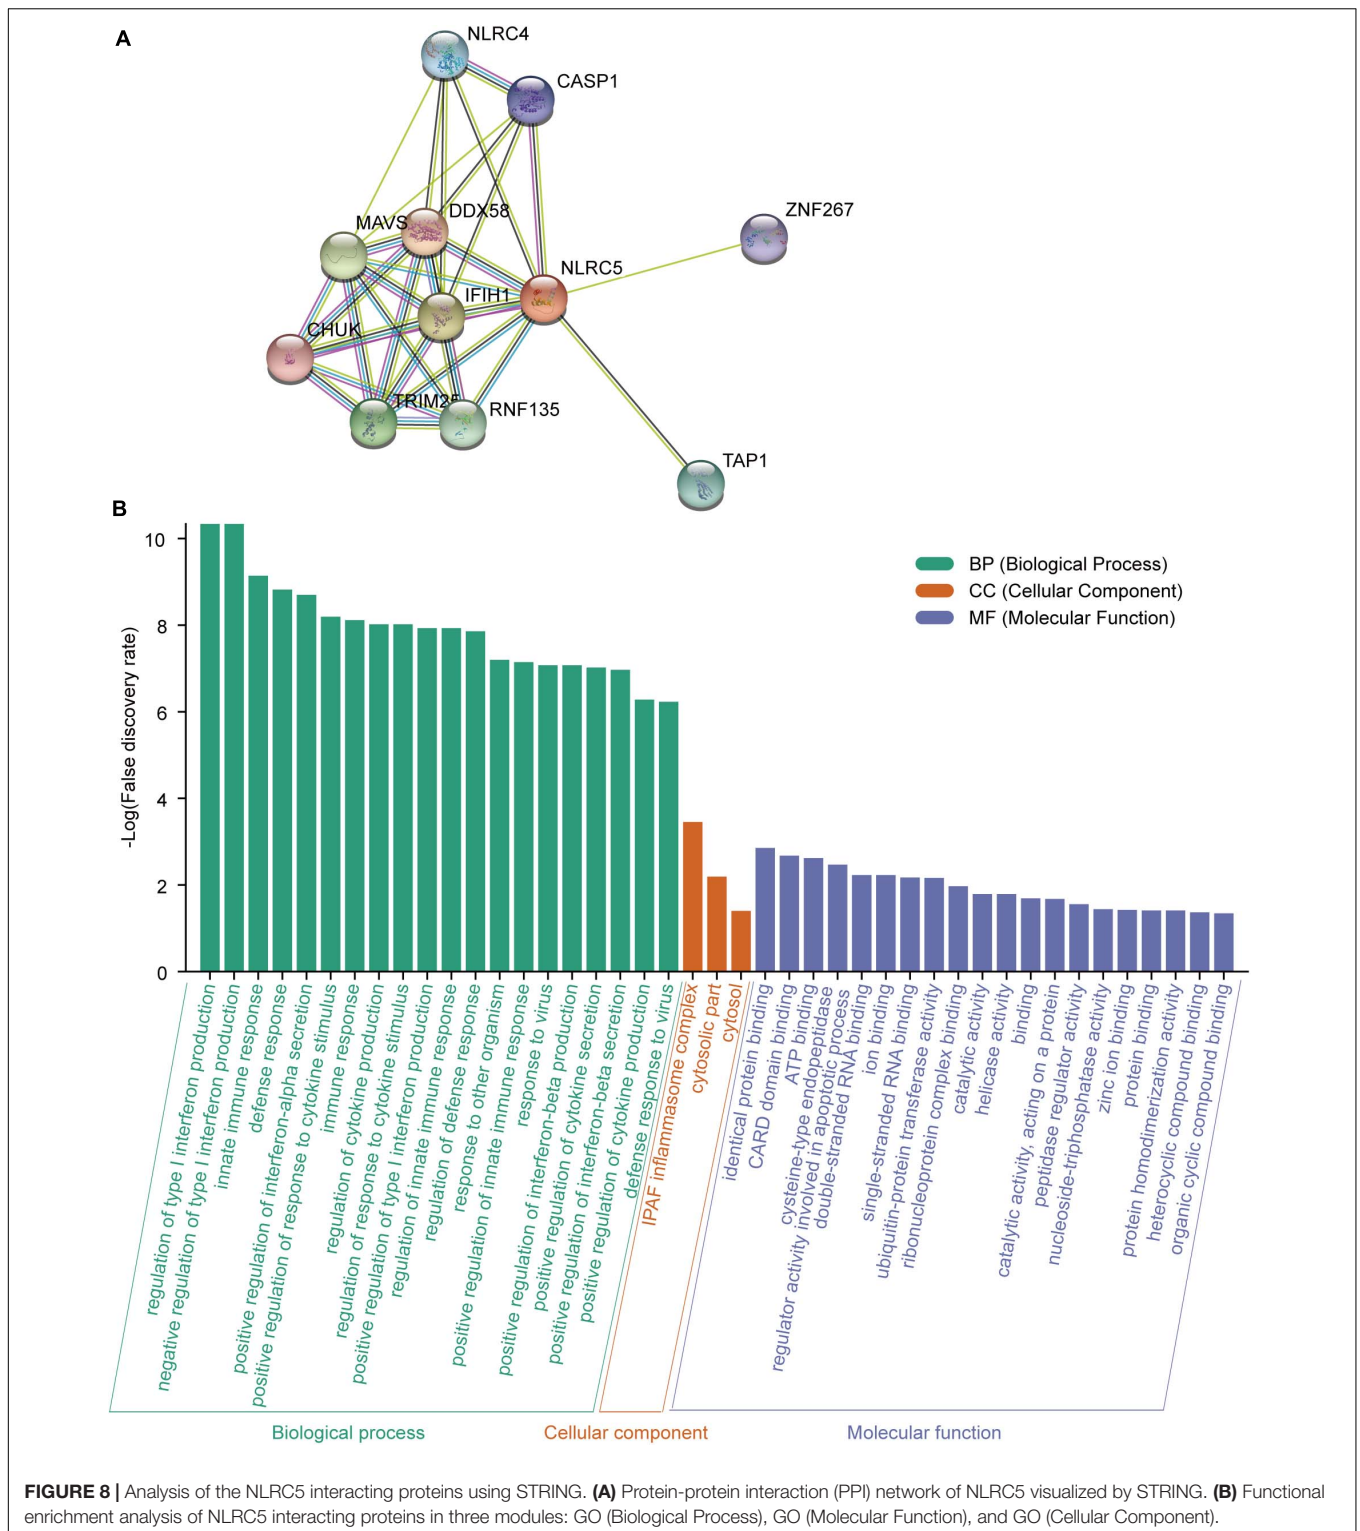 A
NLRC4
CASP1
ZNF267
DDX58
MAVS
NLRC5
IFIH1
CHUK
TRIM25
RNF135
TAP1
B
10
8
6
4
2
0
-Log(False discovery rate)
BP (Biological Process)
CC (Cellular Component)
MF (Molecular Function)
regulation of type I interferon production
negative regulation of type I interferon production
innate immune response
defense response
positive regulation of interferon-alpha secretion
positive regulation of response to cytokine stimulus
immune response
regulation of cytokine production
regulation of response to cytokine stimulus
positive regulation of type I interferon production
regulation of innate immune response
regulation of defense response
response to other organism
positive regulation of innate immune response
response to virus
positive regulation of interferon-beta production
positive regulation of cytokine secretion
positive regulation of interferon-beta secretion
positive regulation of cytokine production
defense response to virus
IPAF inflammasome complex
cytosolic part
cytosol
identical protein binding
CARD domain binding
ATP binding
cysteine-type endopeptidase
regulator activity involved in apoptotic process
double-stranded RNA binding
ion binding
single-stranded RNA binding
ubiquitin-protein transferase activity
ribonucleoprotein complex binding
catalytic activity
helicase activity
binding
catalytic activity, acting on a protein
peptidase regulator activity
nucleoside-triphosphatase activity
zinc ion binding
protein binding
protein homodimerization activity
heterocyclic compound binding
organic cyclic compound binding
Biological process
Cellular component
Molecular function
FIGURE 8 | Analysis of the NLRC5 interacting proteins using STRING. (A) Protein-protein interaction (PPI) network of NLRC5 visualized by STRING. (B) Functional
enrichment analysis of NLRC5 interacting proteins in three modules: GO (Biological Process), GO (Molecular Function), and GO (Cellular Component).